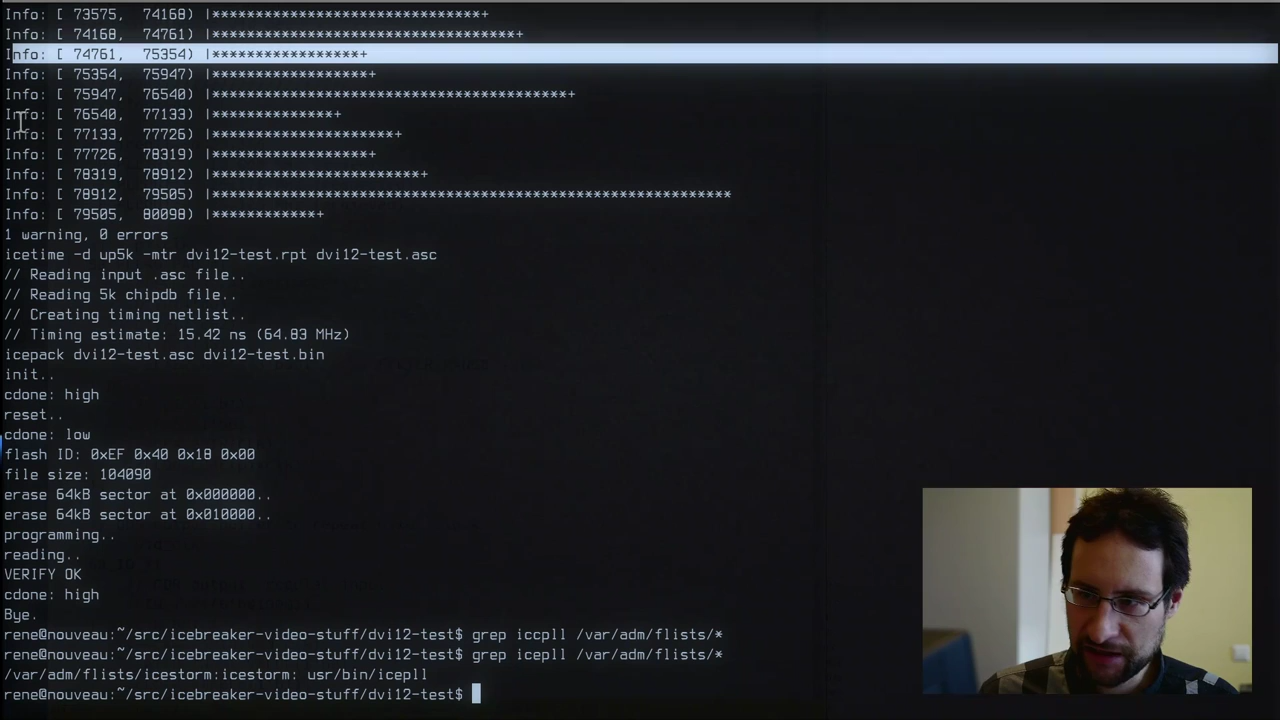 Info: [ 73575,  74168) |*******************************+
Info: [ 74168,  74761) |***********************************+
Info: [ 74761,  75354) |*****************+
Info: [ 75354,  75947) |******************+
Info: [ 75947,  76540) |*****************************************+
Info: [ 76540,  77133) |**************+
Info: [ 77133,  77726) |*********************+
Info: [ 77726,  78319) |******************+
Info: [ 78319,  78912) |************************+
Info: [ 78912,  79505) |************************************************************
Info: [ 79505,  80098) |************+
1 warning, 0 errors
icetime -d up5k -mtr dvi12-test.rpt dvi12-test.asc
// Reading input .asc file..
// Reading 5k chipdb file..
// Creating timing netlist..
// Timing estimate: 15.42 ns (64.83 MHz)
icepack dvi12-test.asc dvi12-test.bin
init..
cdone: high
reset..
cdone: low
flash ID: 0xEF 0x40 0x18 0x00
file size: 104090
erase 64kB sector at 0x000000..
erase 64kB sector at 0x010000..
programming..
reading..
VERIFY OK
cdone: high
Bye.
rene@nouveau:~/src/icebreaker-video-stuff/dvi12-test$ grep iccpll /var/adm/flists/*
rene@nouveau:~/src/icebreaker-video-stuff/dvi12-test$ grep icepll /var/adm/flists/*
/var/adm/flists/icestorm:icestorm: usr/bin/icepll
rene@nouveau:~/src/icebreaker-video-stuff/dvi12-test$